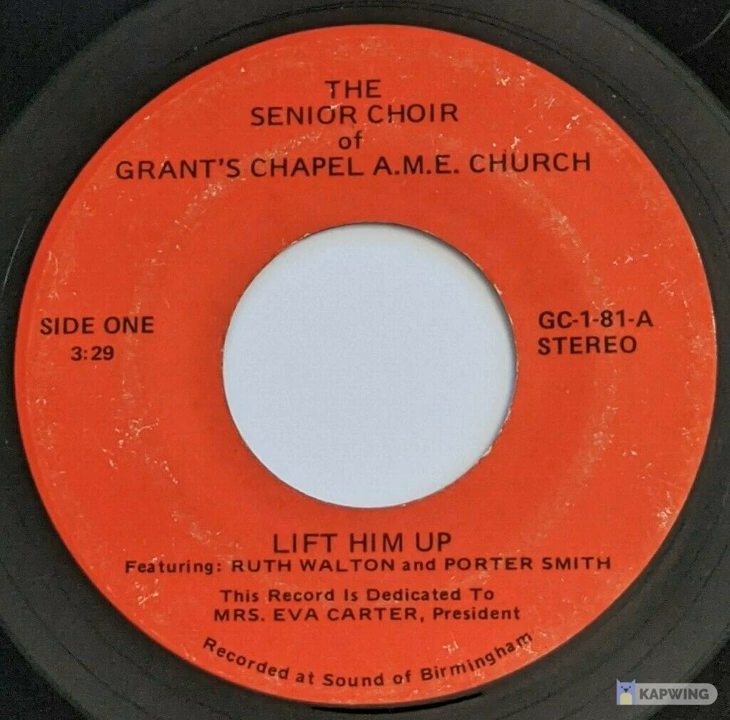 THE
SENIOR CHOIR
of
GRANT'S CHAPEL A.M.E. CHURCH
SIDE ONE
3:29
GC-1-81-A
STEREO
LIFT HIM UP
Featuring: RUTH WALTON and PORTER SMITH
This Record Is Dedicated To
MRS. EVA CARTER, President
Recorded at Sound of Birmingham
KAPWING